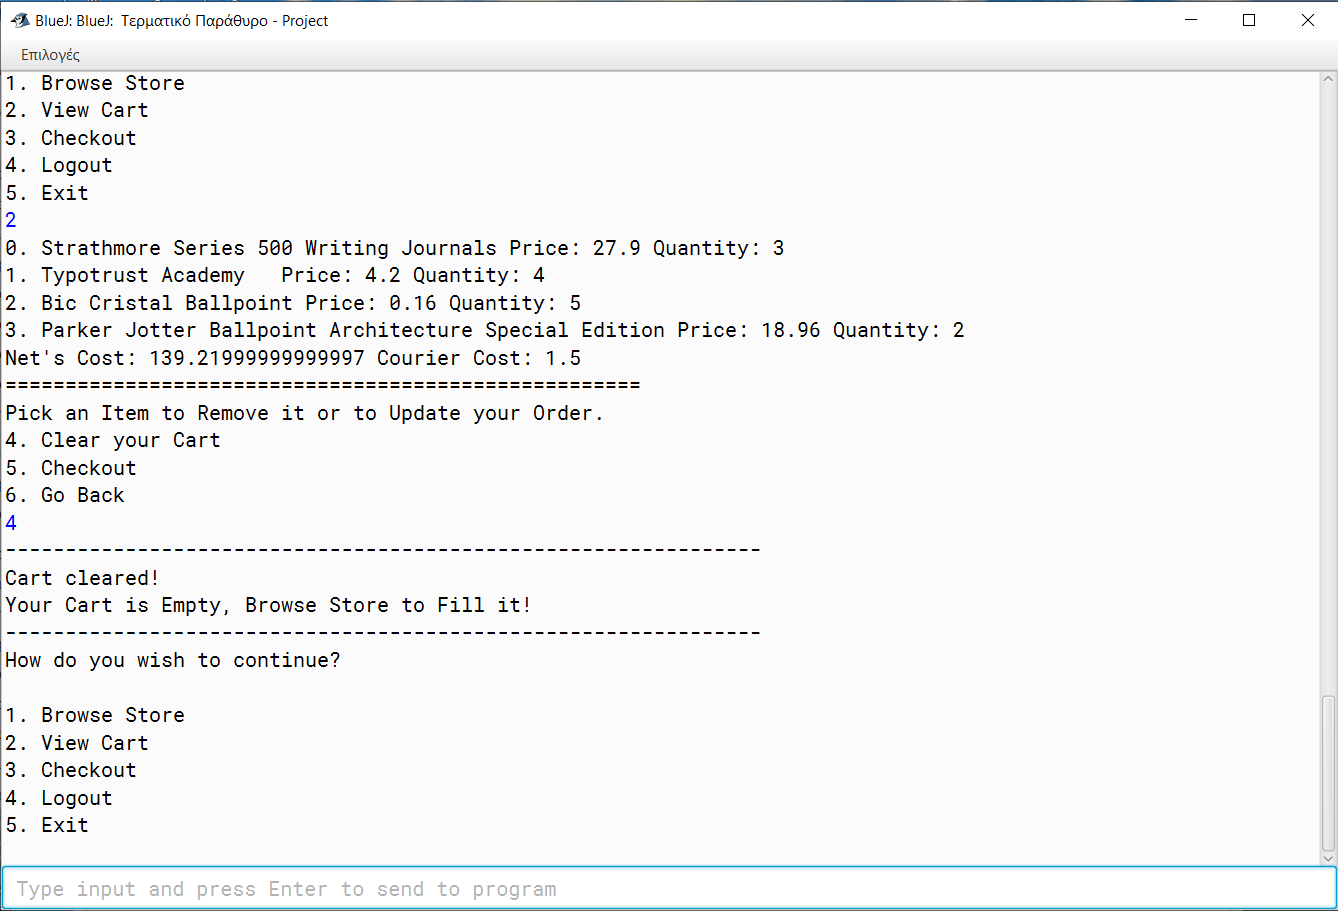 BlueJ: BlueJ: Τερματικό Παράθυρο - Project
Επιλογές
1. Browse Store
2. View Cart
3. Checkout
4. Logout
5. Exit
2
0. Strathmore Series 500 Writing Journals Price: 27.9 Quantity: 3
1. Typotrust Academy   Price: 4.2 Quantity: 4
2. Bic Cristal Ballpoint Price: 0.16 Quantity: 5
3. Parker Jotter Ballpoint Architecture Special Edition Price: 18.96 Quantity: 2
Net's Cost: 139.21999999999997 Courier Cost: 1.5
=====================================================
Pick an Item to Remove it or to Update your Order.
4. Clear your Cart
5. Checkout
6. Go Back
4
---------------------------------------------------------------
Cart cleared!
Your Cart is Empty, Browse Store to Fill it!
---------------------------------------------------------------
How do you wish to continue?
1. Browse Store
2. View Cart
3. Checkout
4. Logout
5. Exit
Type input and press Enter to send to program